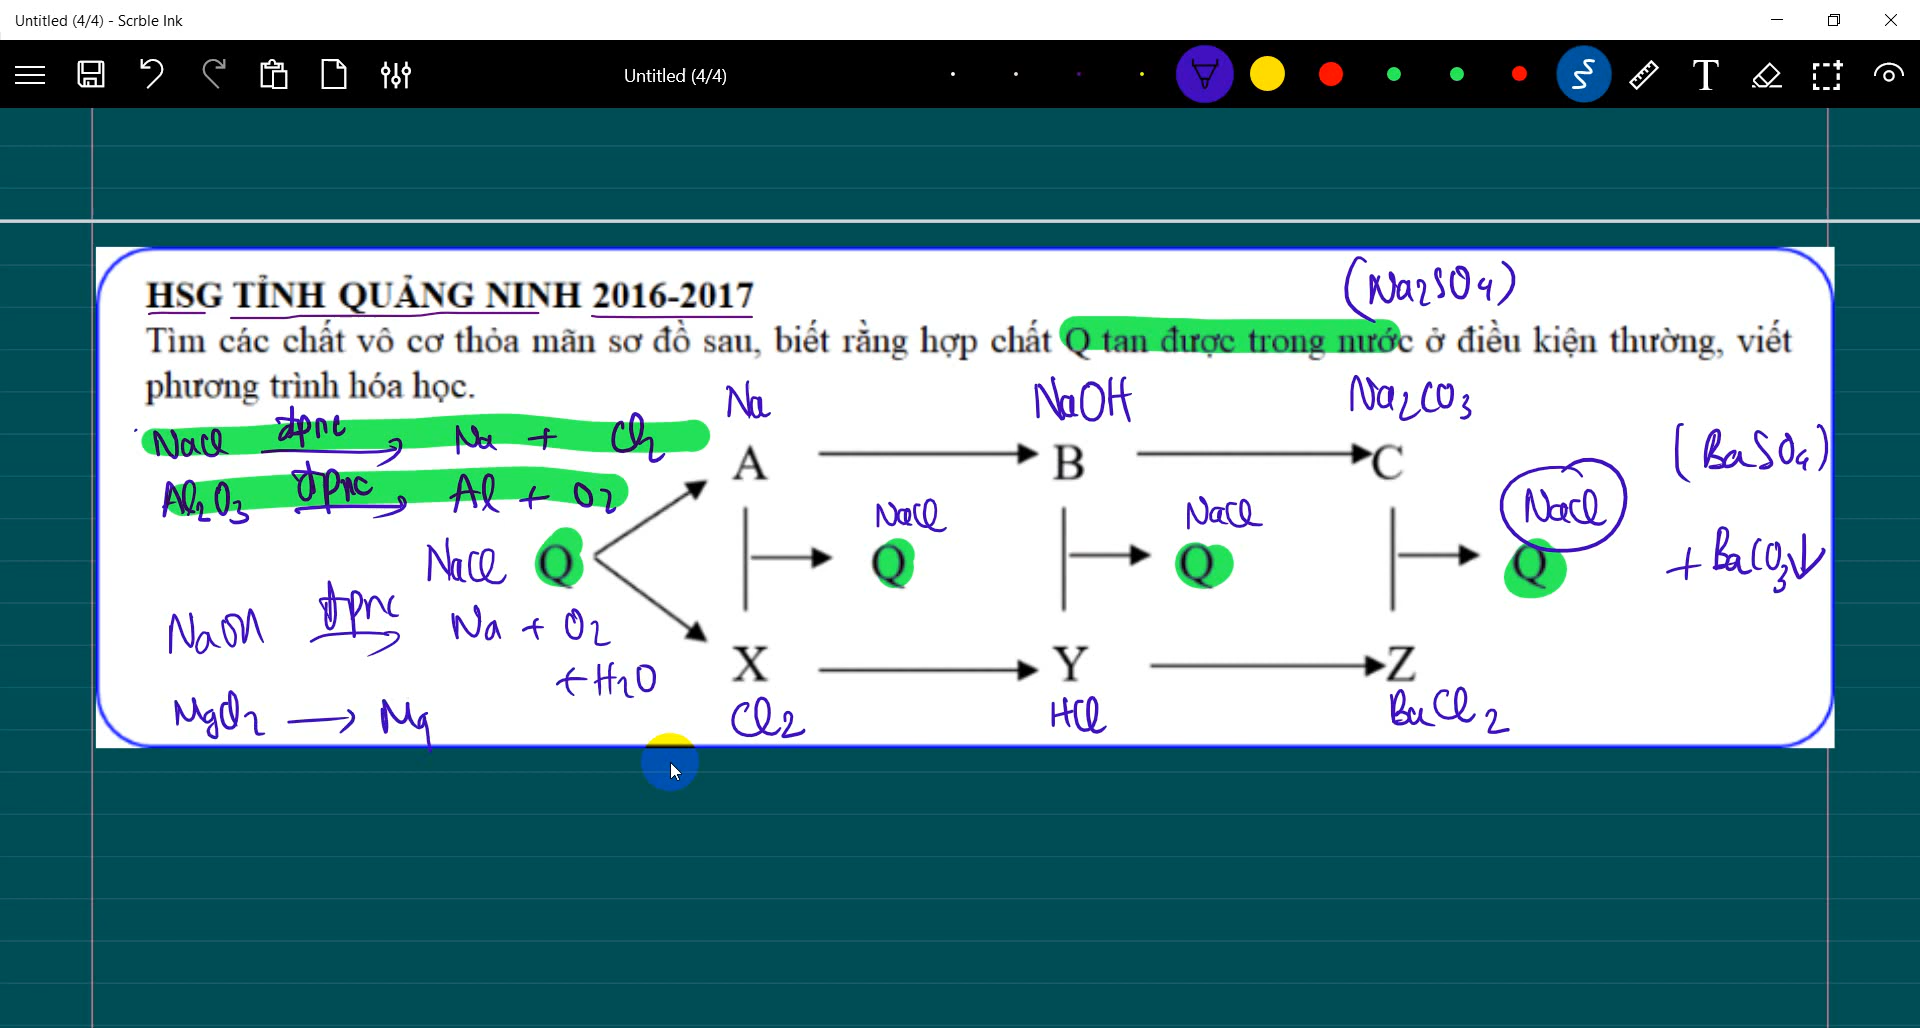 Untitled (4/4) - Scrble Ink
Untitled (4/4)
T
HSG TỈNH QUẢNG NINH 2016-2017
(Na2SO4)
Tìm các chất vô cơ thỏa mãn sơ đồ sau, biết rằng hợp chất Q tan được trong nước ở điều kiện thường, viết
phương trình hóa học.
Na NaOH Na2CO3
NaCl đpnc Na + Cl2
A B C
(BaSO4)
Al2O3 đpnc Al + O2
NaCl NaCl NaCl
NaCl Q Q Q Q + BaCO3↓
NaOH đpnc Na + O2
+ H2O
X Y Z
MgCl2 → Mg
Cl2 HCl BaCl2